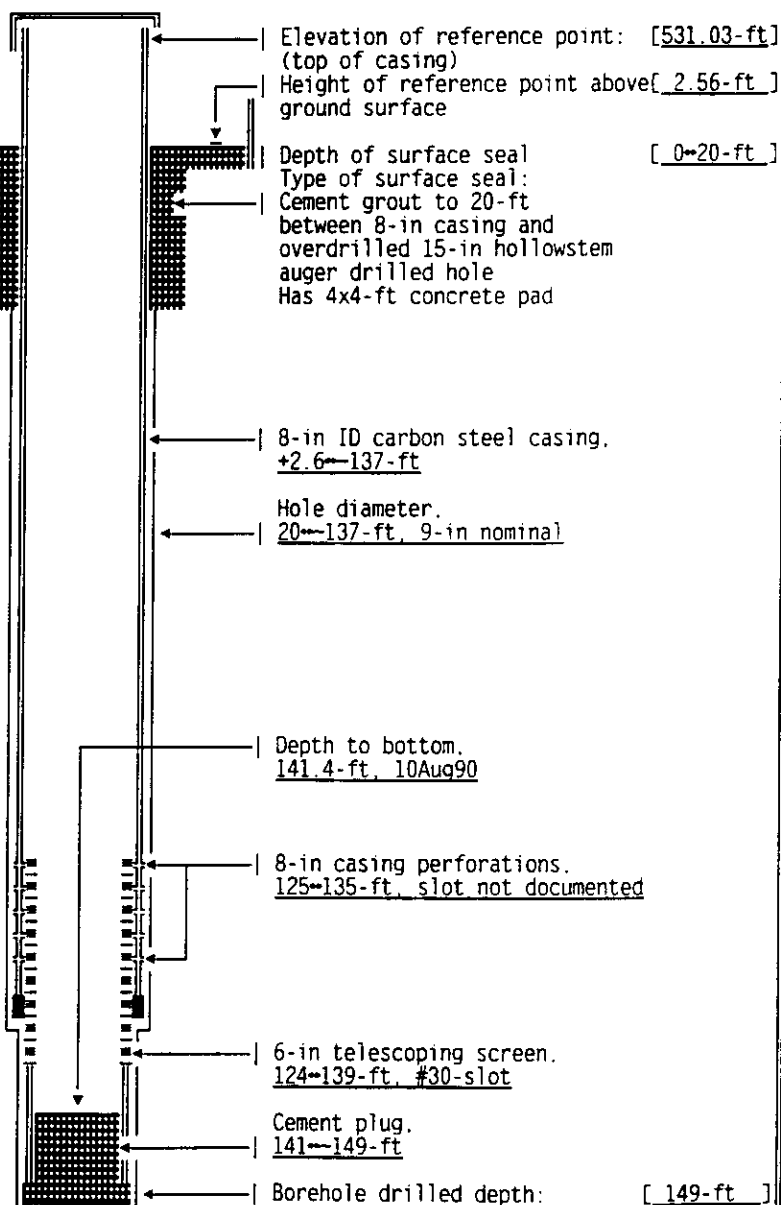 Elevation of reference point: [531.03-ft]
(top of casing)
Height of reference point above[ 2.56-ft ]
ground surface
Depth of surface seal [ 0↔20-ft ]
Type of surface seal:
Cement grout to 20-ft
between 8-in casing and
overdrilled 15-in hollowstem
auger drilled hole
Has 4x4-ft concrete pad
8-in ID carbon steel casing,
+2.6↔137-ft
Hole diameter,
20↔137-ft, 9-in nominal
Depth to bottom,
141.4-ft, 10Aug90
8-in casing perforations,
125↔135-ft, slot not documented
6-in telescoping screen,
124↔139-ft, #30-slot
Cement plug,
141↔149-ft
Borehole drilled depth: [ 149-ft ]